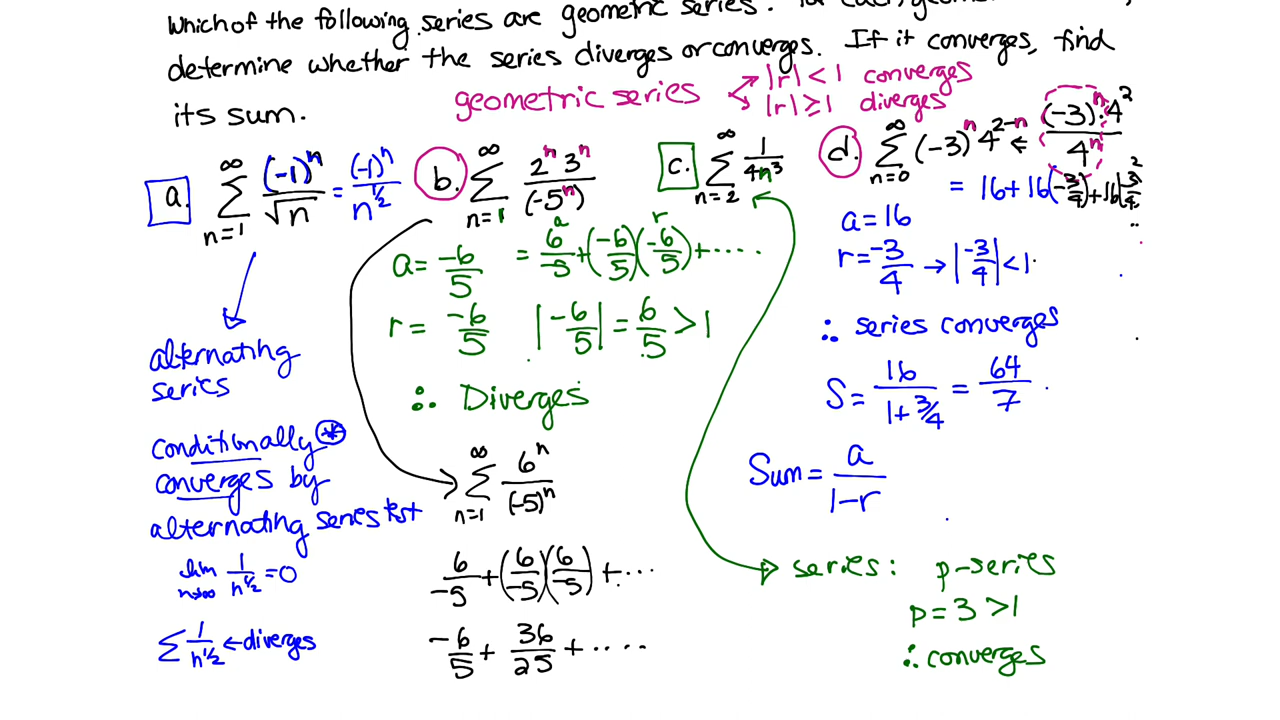 Which of the following series are geometric series.
determine whether the series diverges or converges. If it converges, find
its sum.
geometric series |r| < 1 converges
|r| ≥ 1 diverges
a. ∑_{n=1}^{∞} (-1)^n / √n = (-1)^n / n^{1/2}
alternating
series
conditionally *
converges by
alternating series test
lim_{n→∞} 1/n^{1/2} = 0
∑ 1/n^{1/2} ← diverges
b. ∑_{n=1}^{∞} 2^n 3^n / (-5^n)
= 6/-5 + (-6/5)(-6/5) + ....
a r
a = -6/5
r = -6/5 |-6/5| = 6/5 > 1
∴ Diverges
∑_{n=1}^{∞} 6^n / (-5)^n
6/-5 + (6/-5)(6/-5) + ...
-6/5 + 36/25 + ....
c. ∑_{n=2}^{∞} 1 / 4n^3
series: p-series
p = 3 > 1
∴ converges
d. ∑_{n=0}^{∞} (-3)^n 4^{2-n} ← (-3)^n · 4^2 / 4^n
= 16 + 16(-3/4) + 16(-3/4)^2 ..
a = 16
r = -3/4 → |-3/4| < 1
∴ series converges
S = 16 / (1 + 3/4) = 64/7
Sum = a / (1-r)